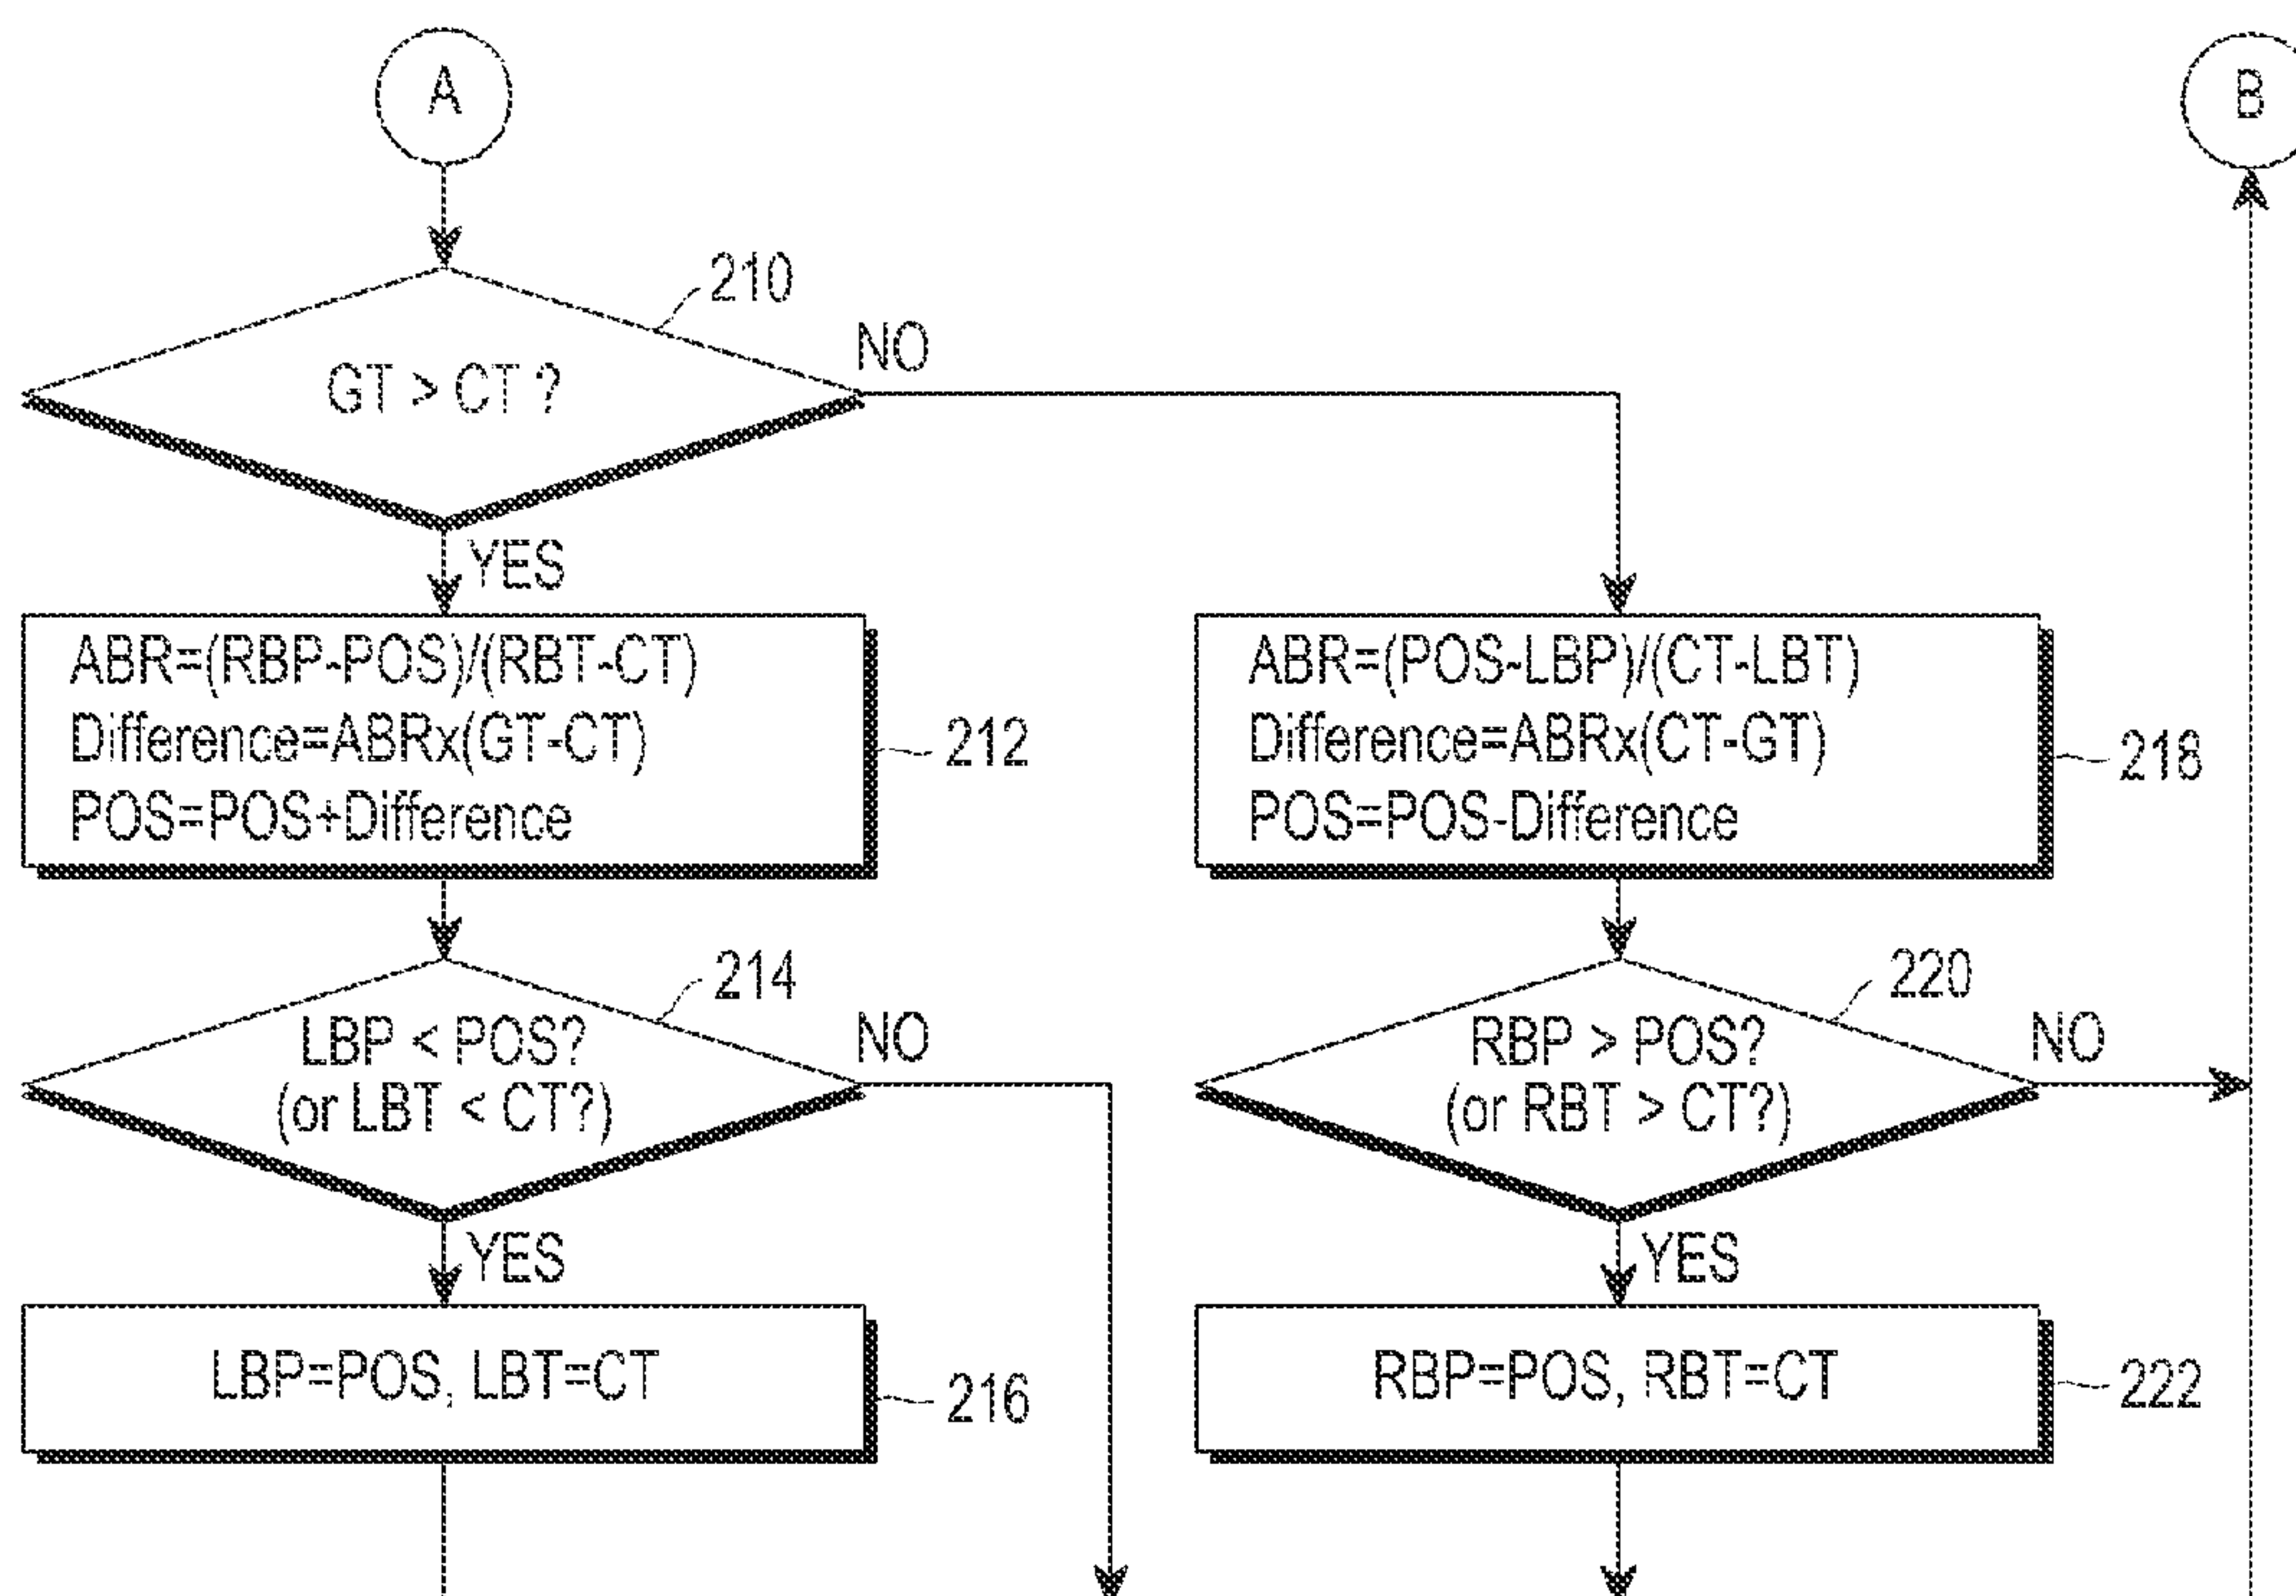 A
B
210
GT > CT ?
NO
YES
ABR=(RBP-POS)/(RBT-CT)
Difference=ABRx(GT-CT)
POS=POS+Difference
212
ABR=(POS-LBP)/(CT-LBT)
Difference=ABRx(CT-GT)
POS=POS-Difference
218
214
LBP < POS?
(or LBT < CT?)
NO
YES
220
RBP > POS?
(or RBT > CT?)
NO
YES
LBP=POS, LBT=CT
216
RBP=POS, RBT=CT
222